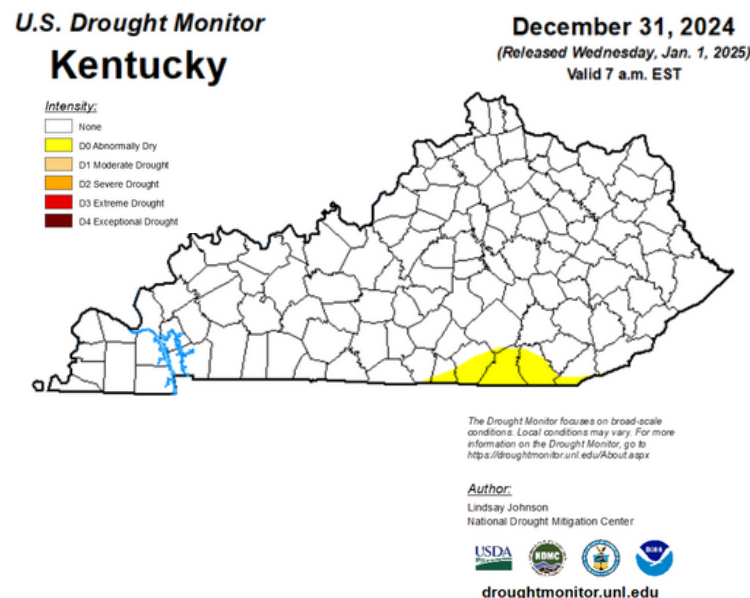 U.S. Drought Monitor
Kentucky
December 31, 2024
(Released Wednesday, Jan. 1, 2025)
Valid 7 a.m. EST
Intensity:
None
D0 Abnormally Dry
D1 Moderate Drought
D2 Severe Drought
D3 Extreme Drought
D4 Exceptional Drought
The Drought Monitor focuses on broad-scale
conditions. Local conditions may vary. For more
information on the Drought Monitor, go to
https://droughtmonitor.unl.edu/About.aspx
Author:
Lindsay Johnson
National Drought Mitigation Center
USDA
NDMC
droughtmonitor.unl.edu